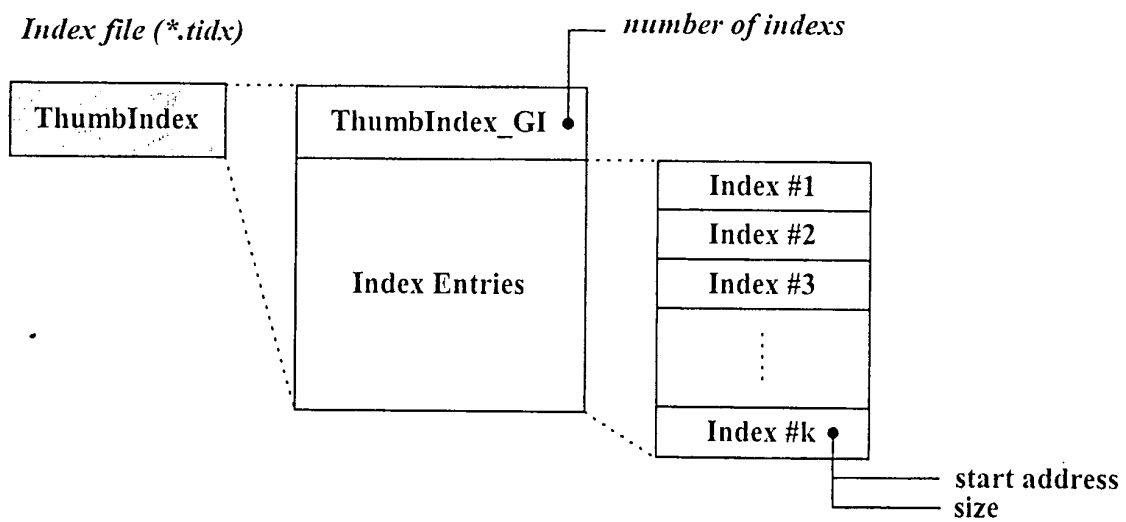 Index file (*.tidx)
number of indexs
ThumbIndex
ThumbIndex_GI
Index Entries
Index #1
Index #2
Index #3
Index #k
start address
size